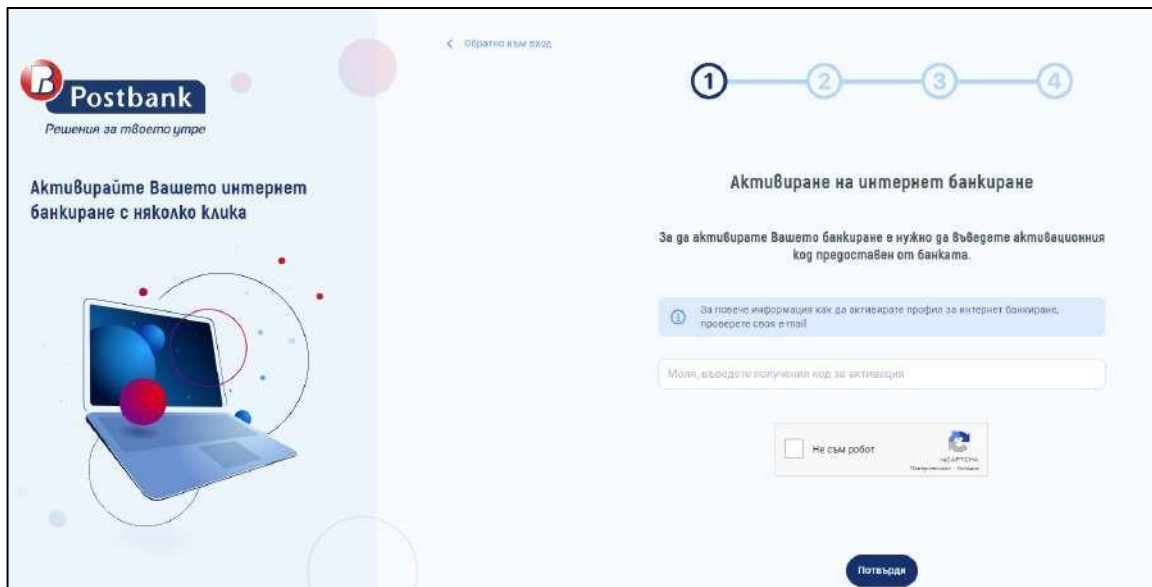 Postbank
Решения за твоето утре
Активирайте Вашето интернет
банкиране с няколко клика
Обратно към вход
1
2
3
4
Активиране на интернет банкиране
За да активирате Вашето банкиране е нужно да въведете активационния
код предоставен от банката.
За повече информация как да активирате профил за интернет банкиране,
проверете своя e-mail
Моля, въведете получения код за активация
Не съм робот
reCAPTCHA
Потвърди